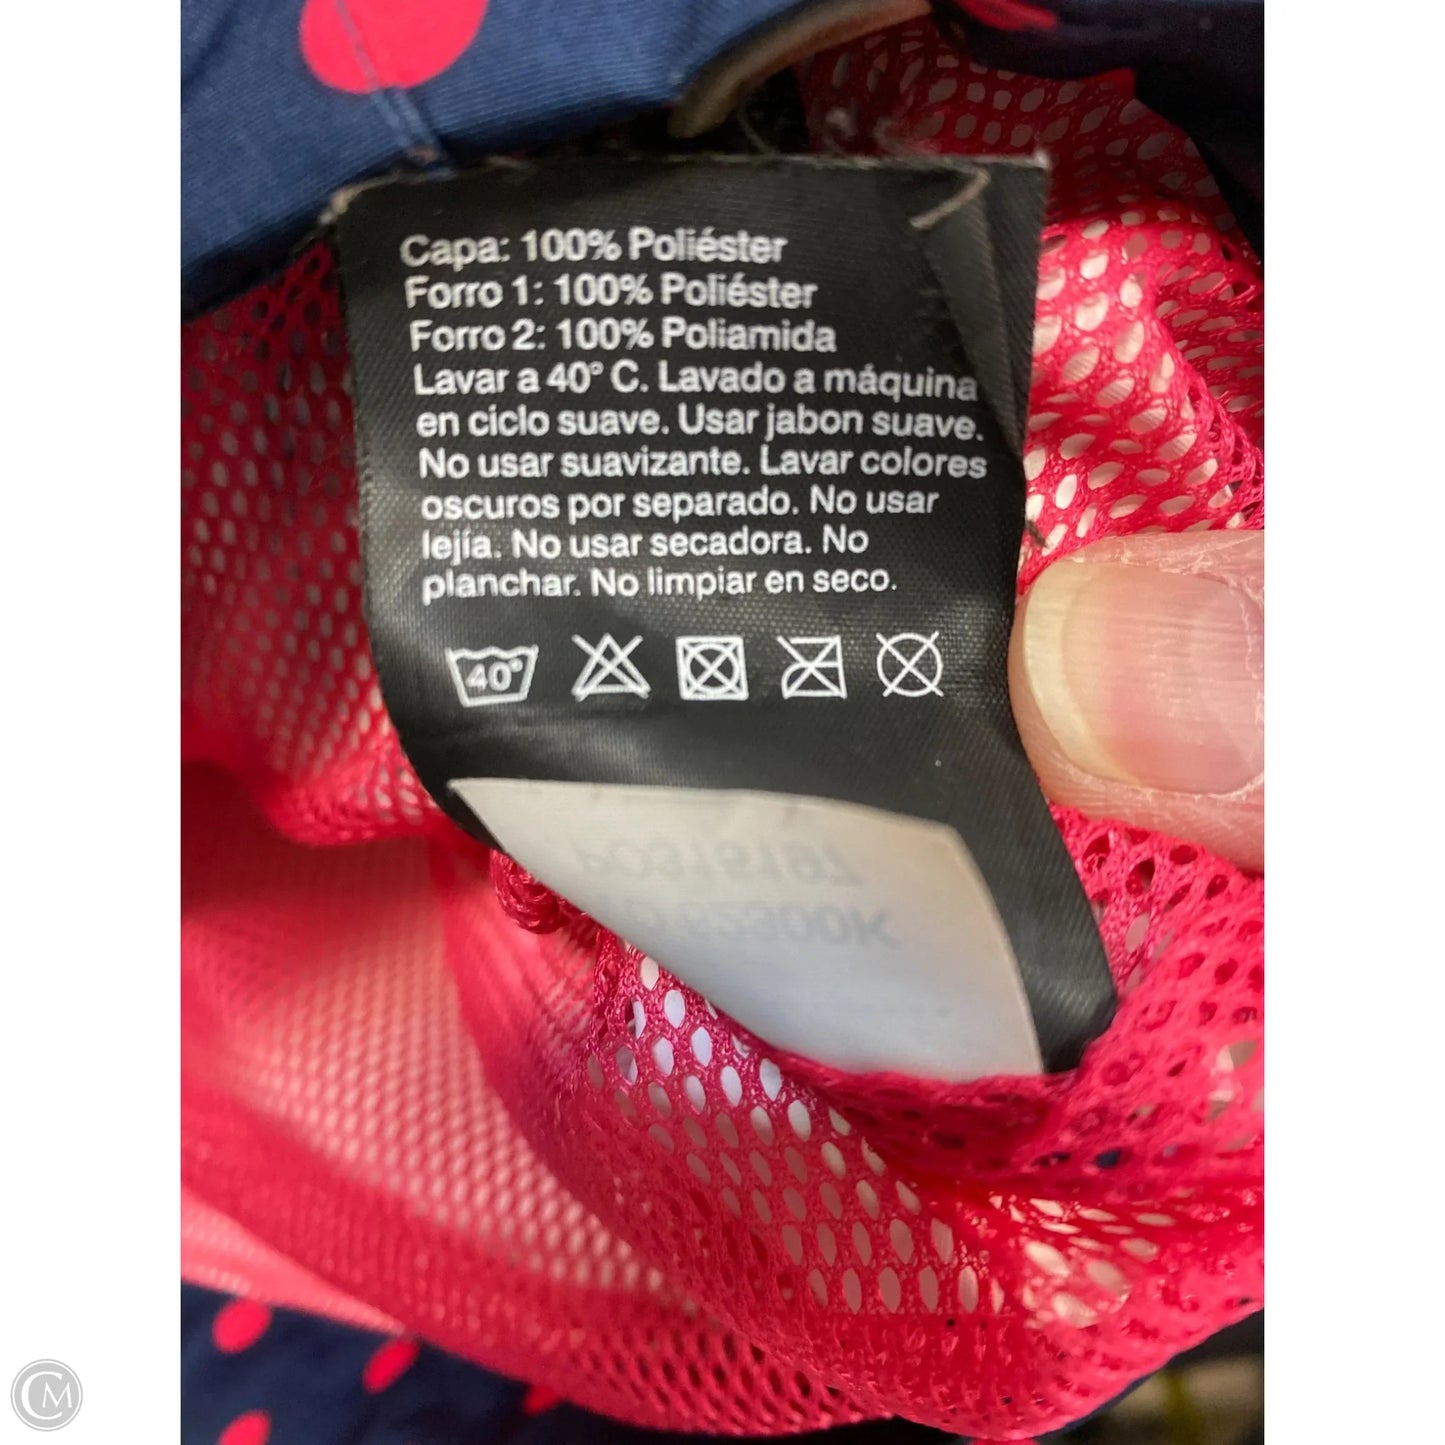 Capa: 100% Poliéster
Forro 1: 100% Poliéster
Forro 2: 100% Poliamida
Lavar a 40° C. Lavado a máquina
en ciclo suave. Usar jabon suave.
No usar suavizante. Lavar colores
oscuros por separado. No usar
lejía. No usar secadora. No
planchar. No limpiar en seco.
40°
CM